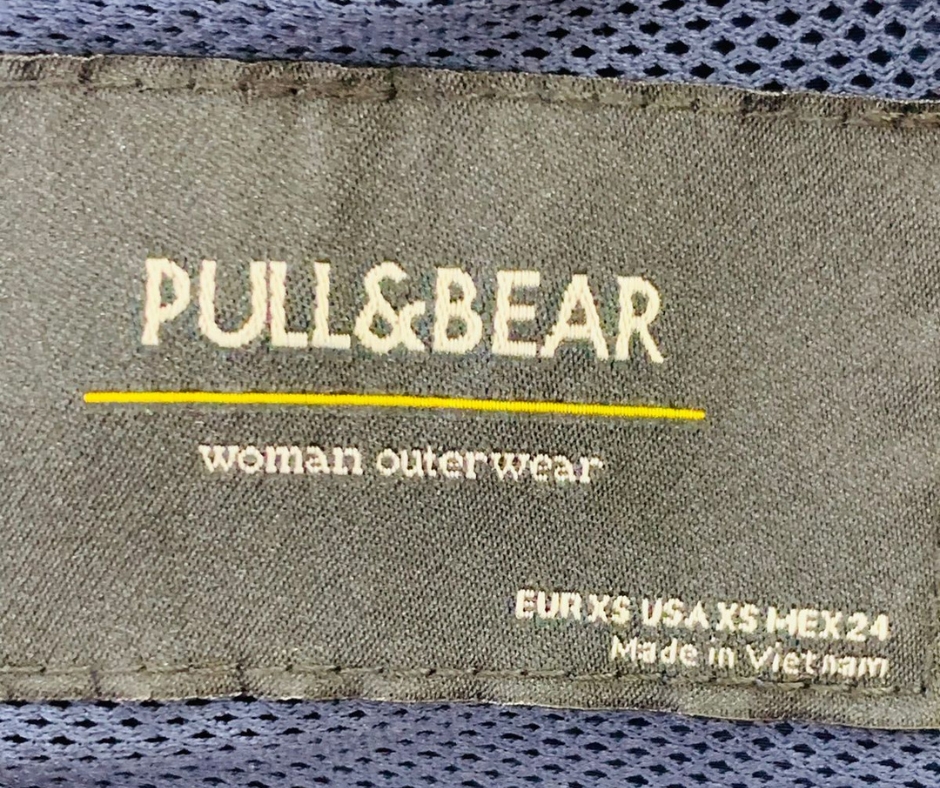 PULL&BEAR
woman outerwear
EUR XS USA XS MEX 24
Made in Vietnam